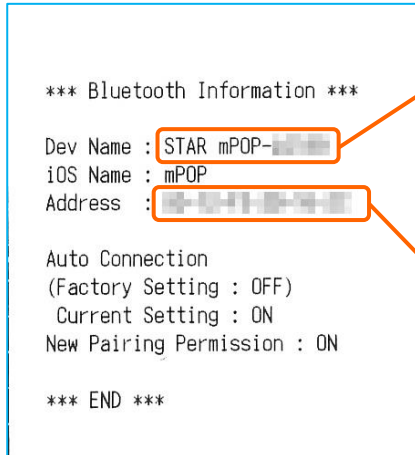 *** Bluetooth Information ***
Dev Name : STAR mPOP-
iOS Name : mPOP
Address :
Auto Connection
(Factory Setting : OFF)
Current Setting : ON
New Pairing Permission : ON
*** END ***